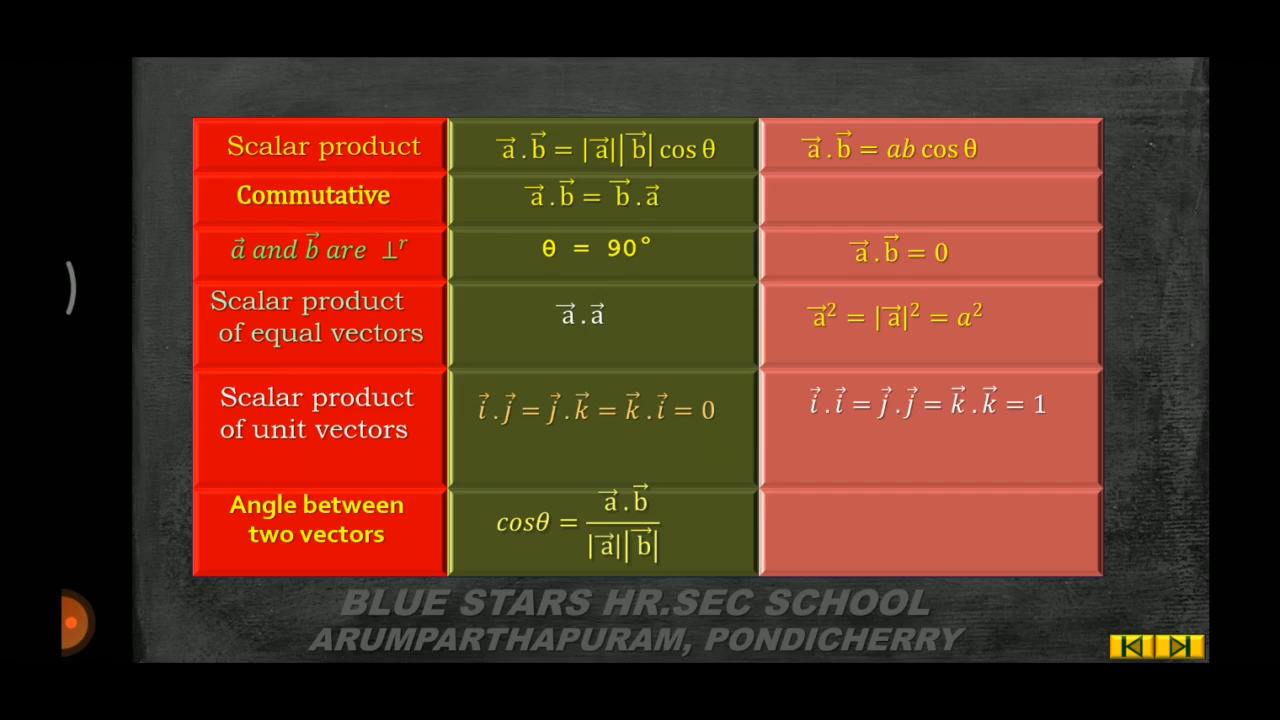 Scalar product a⃗ . b⃗ = |a⃗||b⃗| cos θ a⃗ . b⃗ = ab cos θ
Commutative a⃗ . b⃗ = b⃗ . a⃗
a⃗ and b⃗ are ⊥ʳ θ = 90° a⃗ . b⃗ = 0
Scalar product
of equal vectors
a⃗ . a⃗ a⃗² = |a⃗|² = a²
Scalar product
of unit vectors
i⃗ . j⃗ = j⃗ . k⃗ = k⃗ . i⃗ = 0 i⃗ . i⃗ = j⃗ . j⃗ = k⃗ . k⃗ = 1
Angle between
two vectors
cosθ = a⃗ . b⃗ / |a⃗||b⃗|
BLUE STARS HR.SEC SCHOOL
ARUMPARTHAPURAM, PONDICHERRY